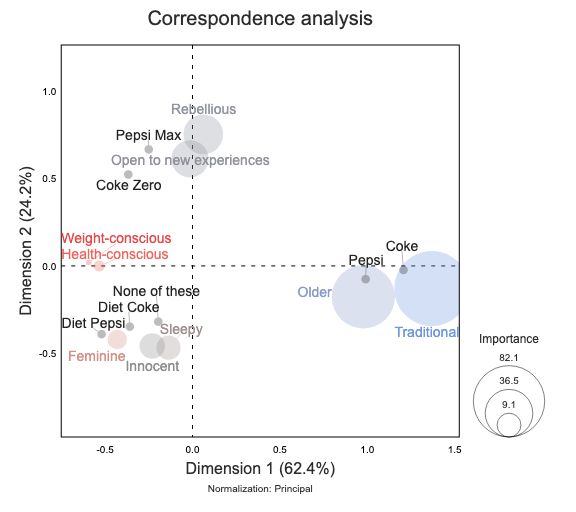 Correspondence analysis
Dimension 2 (24.2%)
1.0
0.5
0.0
-0.5
Rebellious
Pepsi Max
Open to new experiences
Coke Zero
Weight-conscious
Health-conscious
Coke
Pepsi
None of these
Older
Diet Coke
Diet Pepsi
Sleepy
Traditional
Feminine
Innocent
Importance
82.1
36.5
9.1
-0.5 0.0 0.5 1.0 1.5
Dimension 1 (62.4%)
Normalization: Principal